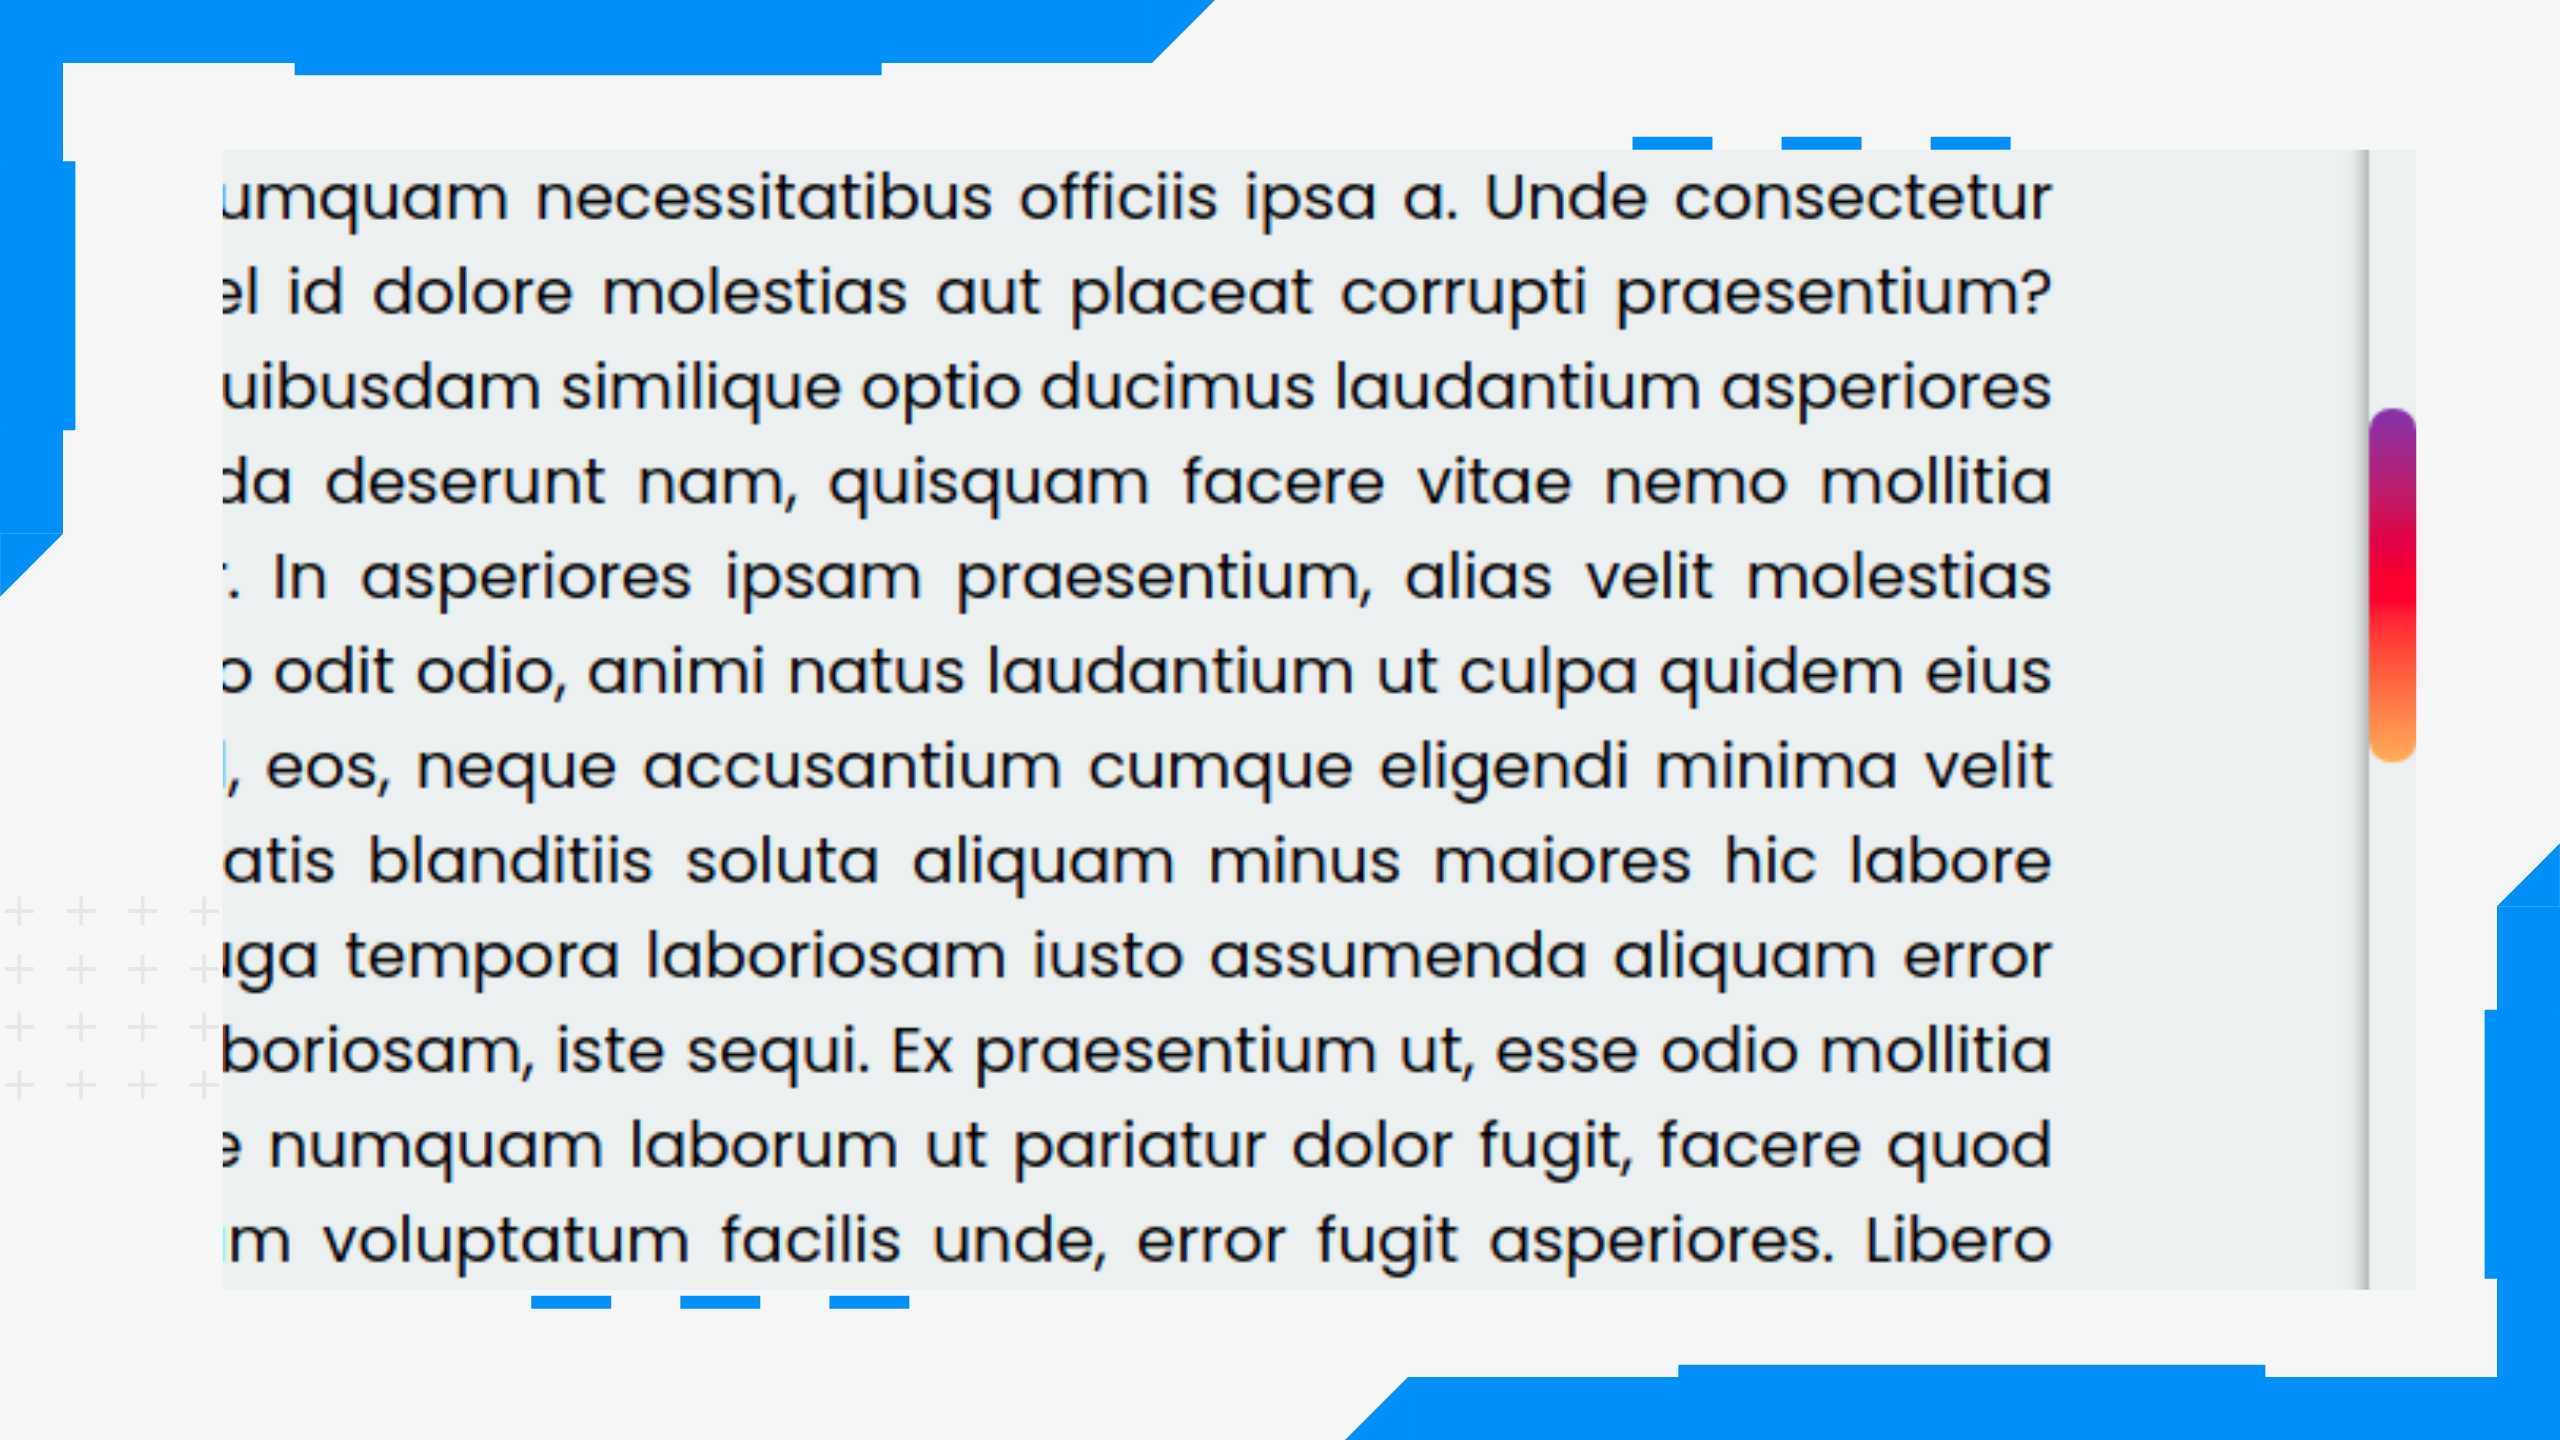 umquam necessitatibus officiis ipsa a. Unde consectetur
el id dolore molestias aut placeat corrupti praesentium?
uibusdam similique optio ducimus laudantium asperiores
da deserunt nam, quisquam facere vitae nemo mollitia
r. In asperiores ipsam praesentium, alias velit molestias
o odit odio, animi natus laudantium ut culpa quidem eius
, eos, neque accusantium cumque eligendi minima velit
atis blanditiis soluta aliquam minus maiores hic labore
uga tempora laboriosam iusto assumenda aliquam error
boriosam, iste sequi. Ex praesentium ut, esse odio mollitia
e numquam laborum ut pariatur dolor fugit, facere quod
m voluptatum facilis unde, error fugit asperiores. Libero